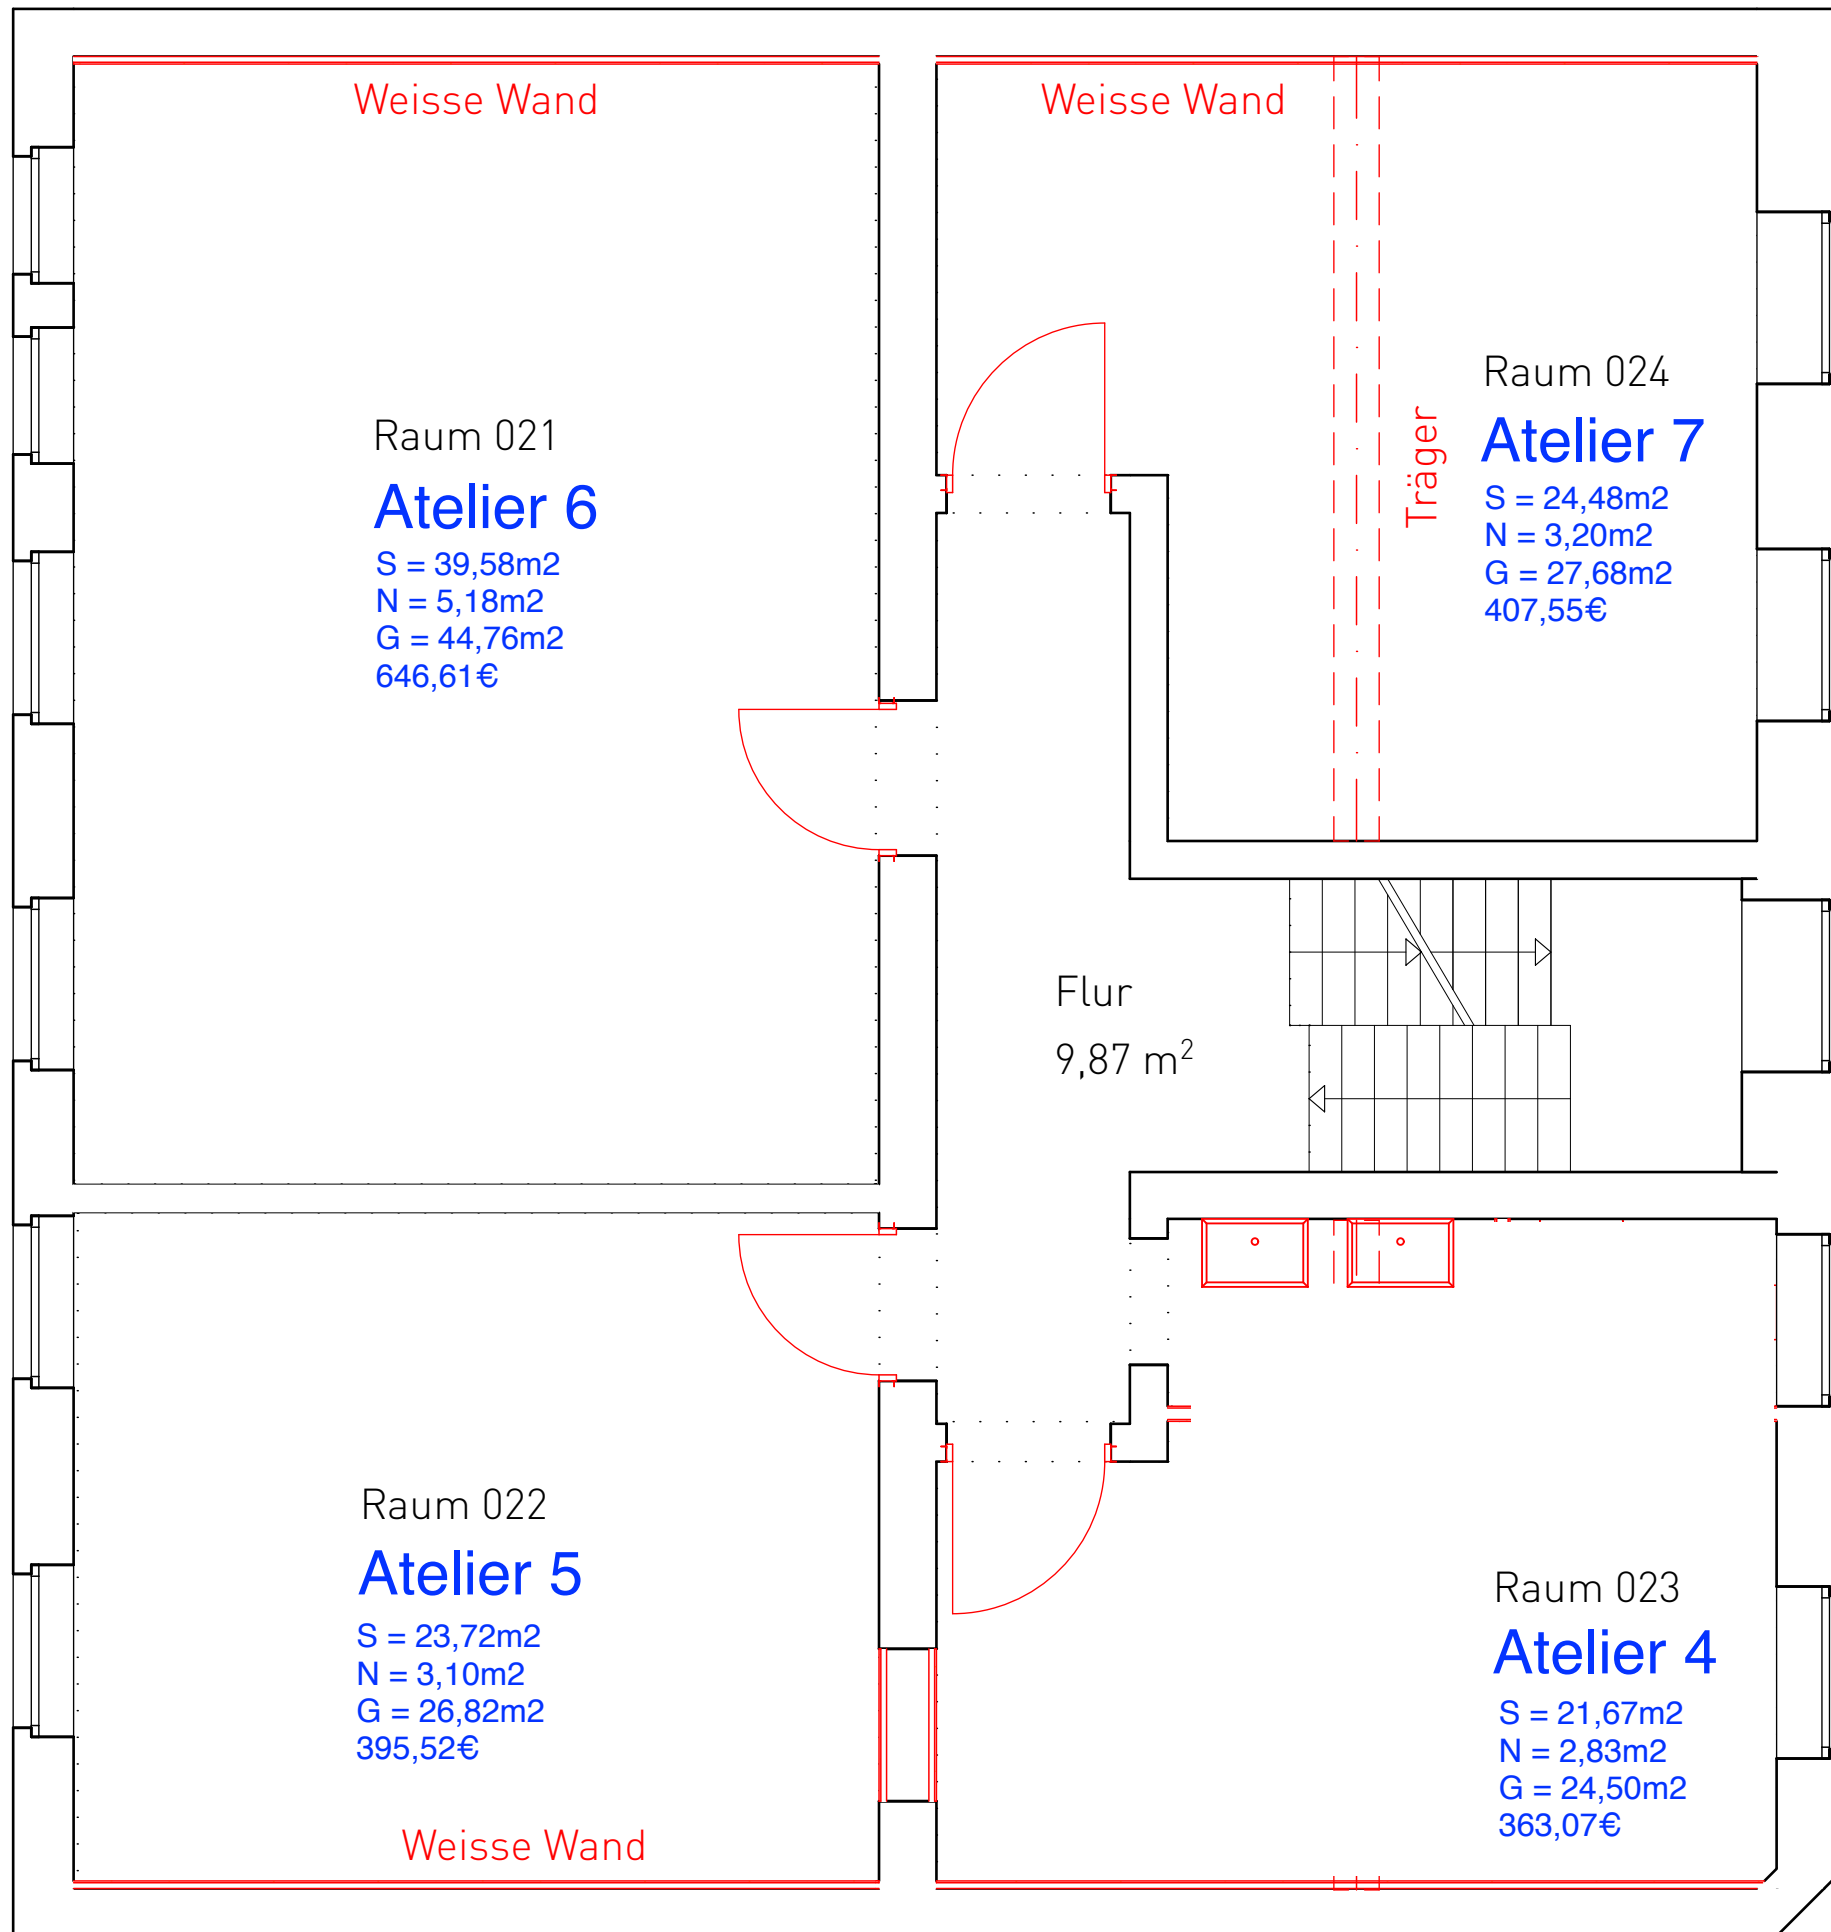 Weisse Wand
Weisse Wand
Raum 021
Atelier 6
S = 39,58m2
N = 5,18m2
G = 44,76m2
646,61€
Raum 024
Atelier 7
S = 24,48m2
N = 3,20m2
G = 27,68m2
407,55€
Träger
Flur
9,87 m²
Raum 022
Atelier 5
S = 23,72m2
N = 3,10m2
G = 26,82m2
395,52€
Weisse Wand
Raum 023
Atelier 4
S = 21,67m2
N = 2,83m2
G = 24,50m2
363,07€